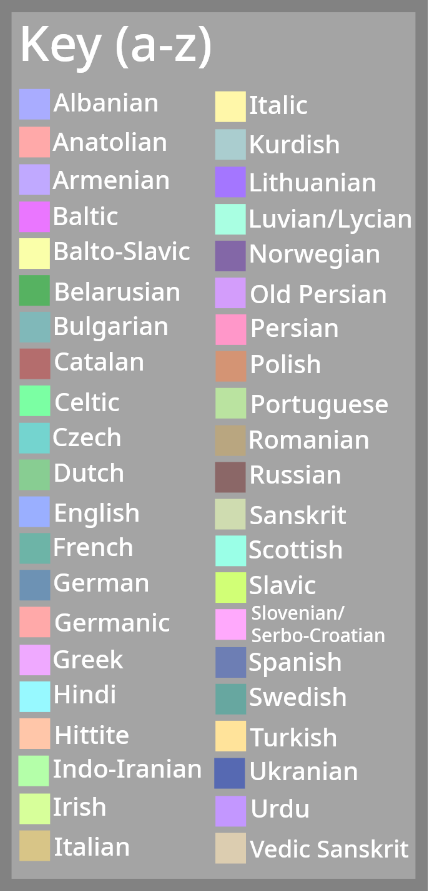 Key (a-z)
Albanian
Anatolian
Armenian
Baltic
Balto-Slavic
Belarusian
Bulgarian
Catalan
Celtic
Czech
Dutch
English
French
German
Germanic
Greek
Hindi
Hittite
Indo-Iranian
Irish
Italian
Italic
Kurdish
Lithuanian
Luvian/Lycian
Norwegian
Old Persian
Persian
Polish
Portuguese
Romanian
Russian
Sanskrit
Scottish
Slavic
Slovenian/
Serbo-Croatian
Spanish
Swedish
Turkish
Ukranian
Urdu
Vedic Sanskrit